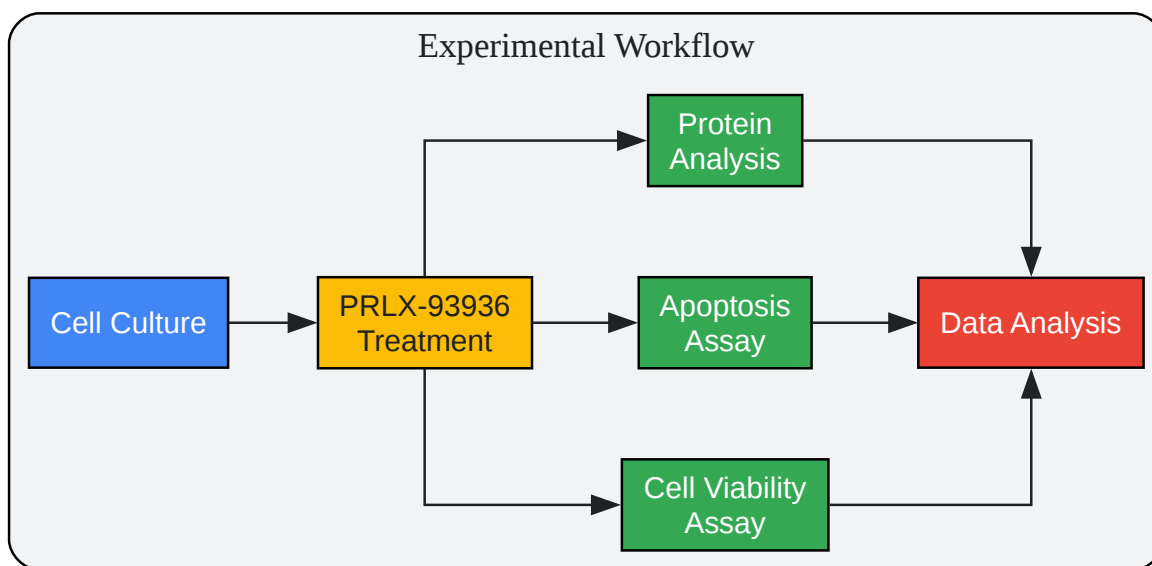 Experimental Workflow
Protein
Analysis
Cell Culture
PRLX-93936
Treatment
Apoptosis
Assay
Data Analysis
Cell Viability
Assay